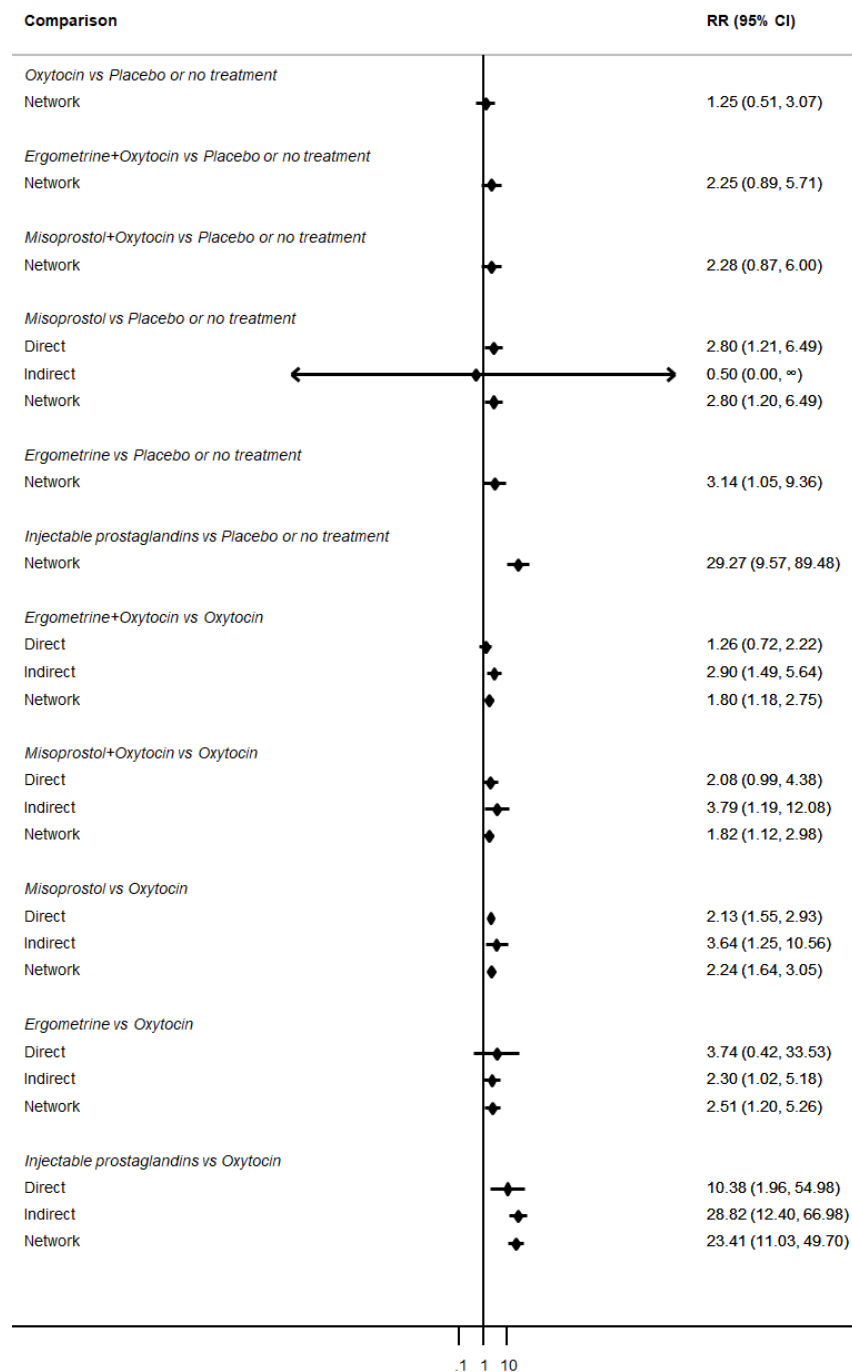 Comparison RR (95% CI)
Oxytocin vs Placebo or no treatment
Network 1.25 (0.51, 3.07)
Ergometrine+Oxytocin vs Placebo or no treatment
Network 2.25 (0.89, 5.71)
Misoprostol+Oxytocin vs Placebo or no treatment
Network 2.28 (0.87, 6.00)
Misoprostol vs Placebo or no treatment
Direct 2.80 (1.21, 6.49)
Indirect 0.50 (0.00, ∞)
Network 2.80 (1.20, 6.49)
Ergometrine vs Placebo or no treatment
Network 3.14 (1.05, 9.36)
Injectable prostaglandins vs Placebo or no treatment
Network 29.27 (9.57, 89.48)
Ergometrine+Oxytocin vs Oxytocin
Direct 1.26 (0.72, 2.22)
Indirect 2.90 (1.49, 5.64)
Network 1.80 (1.18, 2.75)
Misoprostol+Oxytocin vs Oxytocin
Direct 2.08 (0.99, 4.38)
Indirect 3.79 (1.19, 12.08)
Network 1.82 (1.12, 2.98)
Misoprostol vs Oxytocin
Direct 2.13 (1.55, 2.93)
Indirect 3.64 (1.25, 10.56)
Network 2.24 (1.64, 3.05)
Ergometrine vs Oxytocin
Direct 3.74 (0.42, 33.53)
Indirect 2.30 (1.02, 5.18)
Network 2.51 (1.20, 5.26)
Injectable prostaglandins vs Oxytocin
Direct 10.38 (1.96, 54.98)
Indirect 28.82 (12.40, 66.98)
Network 23.41 (11.03, 49.70)
.1 1 10